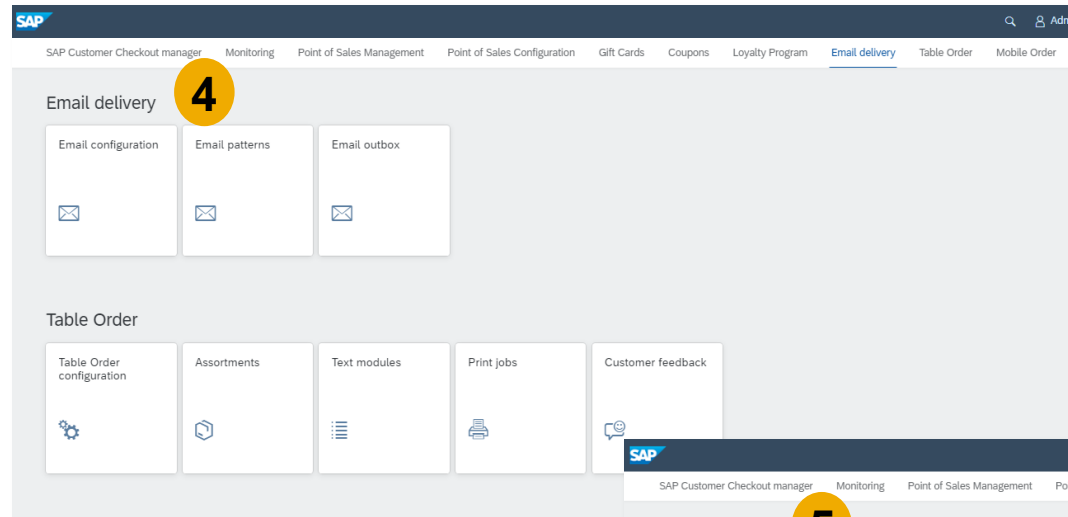 SAP
Adm
SAP Customer Checkout manager Monitoring Point of Sales Management Point of Sales Configuration Gift Cards Coupons Loyalty Program Email delivery Table Order Mobile Order
Email delivery
4
Email configuration Email patterns Email outbox
Table Order
Table Order configuration Assortments Text modules Print jobs Customer feedback
SAP
SAP Customer Checkout manager Monitoring Point of Sales Management Po
5